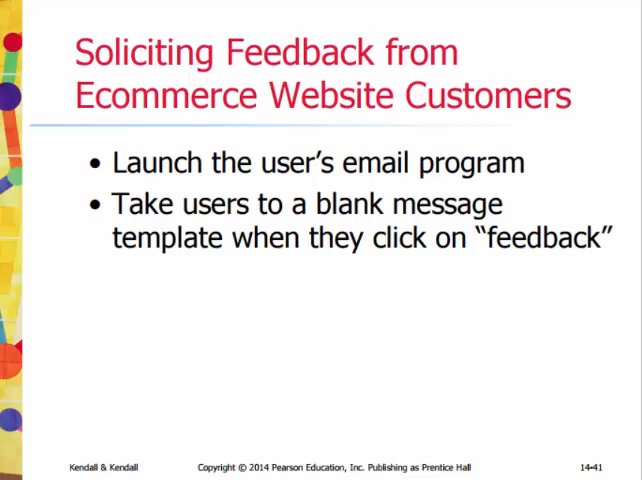 Soliciting Feedback from
Ecommerce Website Customers
• Launch the user’s email program
• Take users to a blank message
template when they click on “feedback”
Kendall & Kendall Copyright © 2014 Pearson Education, Inc. Publishing as Prentice Hall 14-41